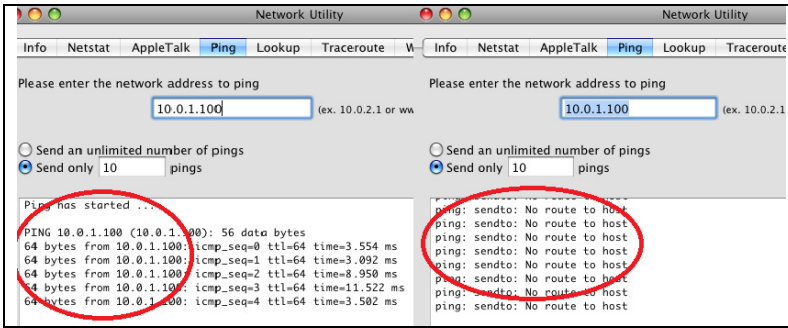 Network Utility
Info Netstat AppleTalk Ping Lookup Traceroute
Please enter the network address to ping
10.0.1.100 (ex. 10.0.2.1 or ww
Send an unlimited number of pings
Send only 10 pings
Ping has started ...
PING 10.0.1.100 (10.0.1.100): 56 data bytes
64 bytes from 10.0.1.100: icmp_seq=0 ttl=64 time=3.554 ms
64 bytes from 10.0.1.100: icmp_seq=1 ttl=64 time=3.092 ms
64 bytes from 10.0.1.100: icmp_seq=2 ttl=64 time=8.950 ms
64 bytes from 10.0.1.100: icmp_seq=3 ttl=64 time=11.522 ms
64 bytes from 10.0.1.100: icmp_seq=4 ttl=64 time=3.502 ms
Network Utility
Info Netstat AppleTalk Ping Lookup Traceroute
Please enter the network address to ping
10.0.1.100 (ex. 10.0.2.1
Send an unlimited number of pings
Send only 10 pings
ping: sendto: No route to host
ping: sendto: No route to host
ping: sendto: No route to host
ping: sendto: No route to host
ping: sendto: No route to host
ping: sendto: No route to host
ping: sendto: No route to host
ping: sendto: No route to host
ping: sendto: No route to host